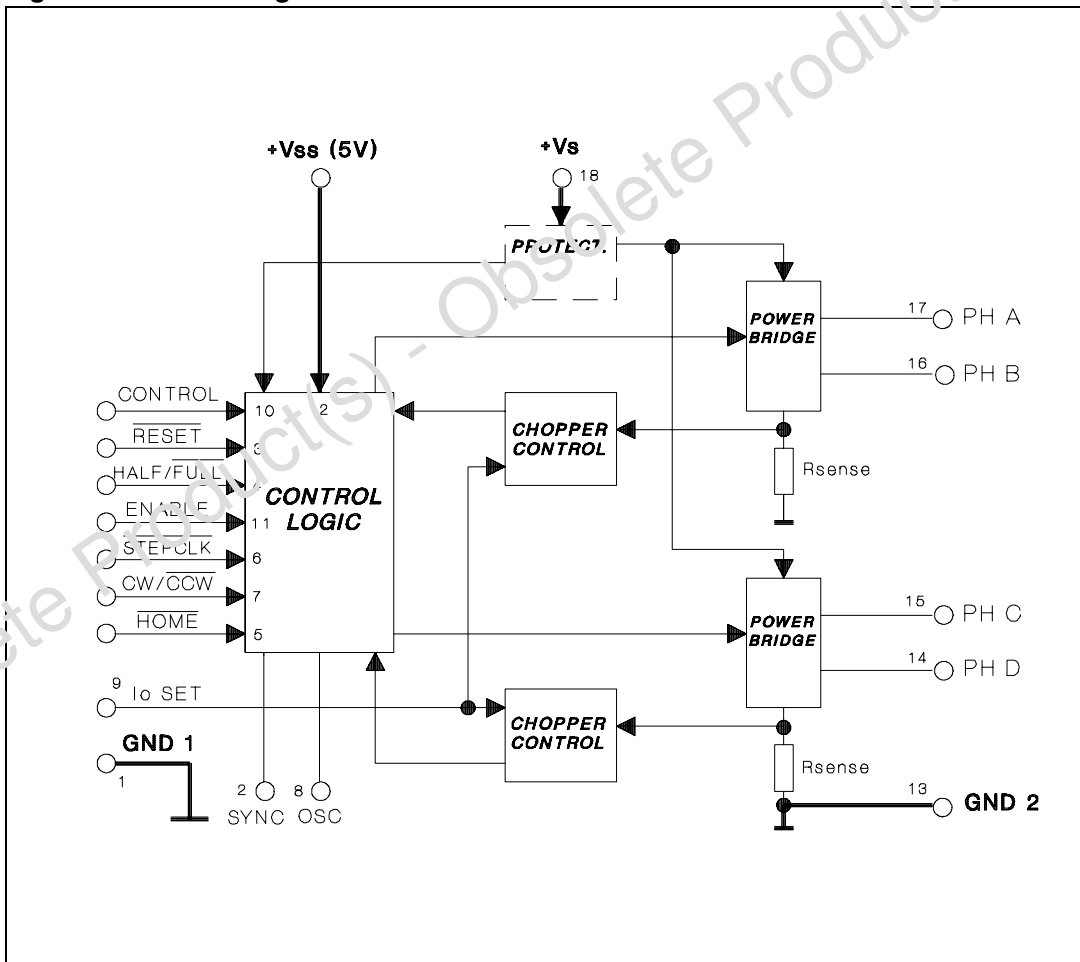 Obsolete Product(s) - Obsolete Product
+Vss (5V)
+Vs
18
PROTECT.
POWER
BRIDGE
17 PH A
16 PH B
CONTROL
10
2
RESET
3
HALF/FULL
ENABLE
11
STEPCLK
6
CW/CCW
7
HOME
5
CONTROL
LOGIC
CHOPPER
CONTROL
Rsense
POWER
BRIDGE
15 PH C
14 PH D
9 Io SET
CHOPPER
CONTROL
Rsense
GND 1
1
2
SYNC
8
OSC
13 GND 2